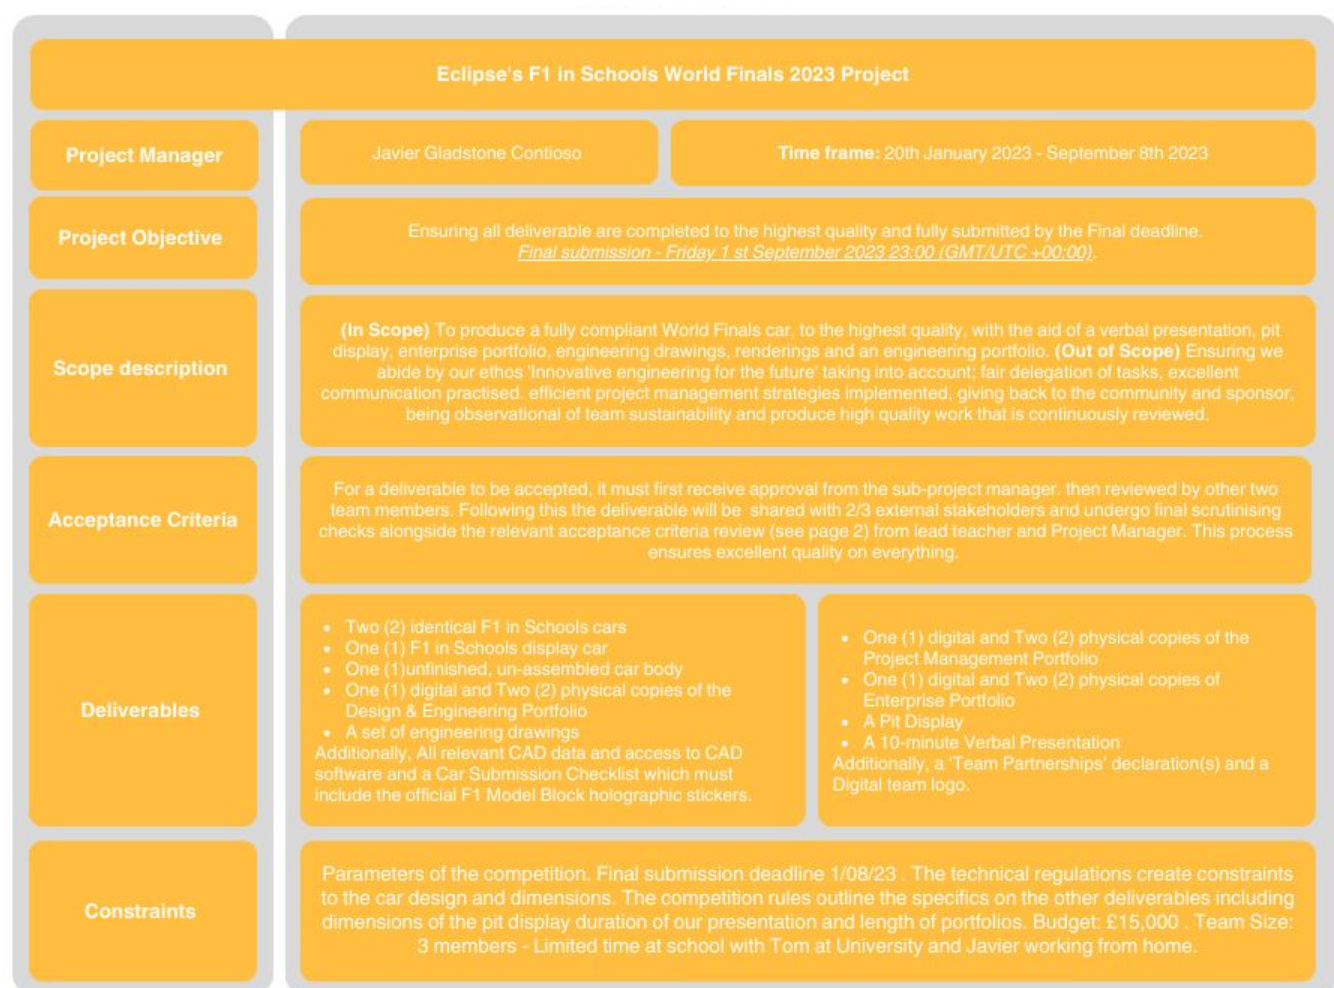 Eclipse's F1 in Schools World Finals 2023 Project
Project Manager
Javier Gladstone Contioso
Time frame: 20th January 2023 - September 8th 2023
Project Objective
Ensuring all deliverable are completed to the highest quality and fully submitted by the Final deadline.
Final submission - Friday 1 st September 2023 23:00 (GMT/UTC +00:00).
Scope description
(In Scope) To produce a fully compliant World Finals car, to the highest quality, with the aid of a verbal presentation, pit
display, enterprise portfolio, engineering drawings, renderings and an engineering portfolio. (Out of Scope) Ensuring we
abide by our ethos 'Innovative engineering for the future' taking into account; fair delegation of tasks, excellent
communication practised. efficient project management strategies implemented, giving back to the community and sponsor,
being observational of team sustainability and produce high quality work that is continuously reviewed.
Acceptance Criteria
For a deliverable to be accepted, it must first receive approval from the sub-project manager. then reviewed by other two
team members. Following this the deliverable will be shared with 2/3 external stakeholders and undergo final scrutinising
checks alongside the relevant acceptance criteria review (see page 2) from lead teacher and Project Manager. This process
ensures excellent quality on everything.
Deliverables
• Two (2) identical F1 in Schools cars
• One (1) F1 in Schools display car
• One (1)unfinished, un-assembled car body
• One (1) digital and Two (2) physical copies of the
Design & Engineering Portfolio
• A set of engineering drawings
Additionally, All relevant CAD data and access to CAD
software and a Car Submission Checklist which must
include the official F1 Model Block holographic stickers.
• One (1) digital and Two (2) physical copies of the
Project Management Portfolio
• One (1) digital and Two (2) physical copies of
Enterprise Portfolio
• A Pit Display
• A 10-minute Verbal Presentation
Additionally, a 'Team Partnerships' declaration(s) and a
Digital team logo.
Constraints
Parameters of the competition. Final submission deadline 1/08/23 . The technical regulations create constraints
to the car design and dimensions. The competition rules outline the specifics on the other deliverables including
dimensions of the pit display duration of our presentation and length of portfolios. Budget: £15,000 . Team Size:
3 members - Limited time at school with Tom at University and Javier working from home.